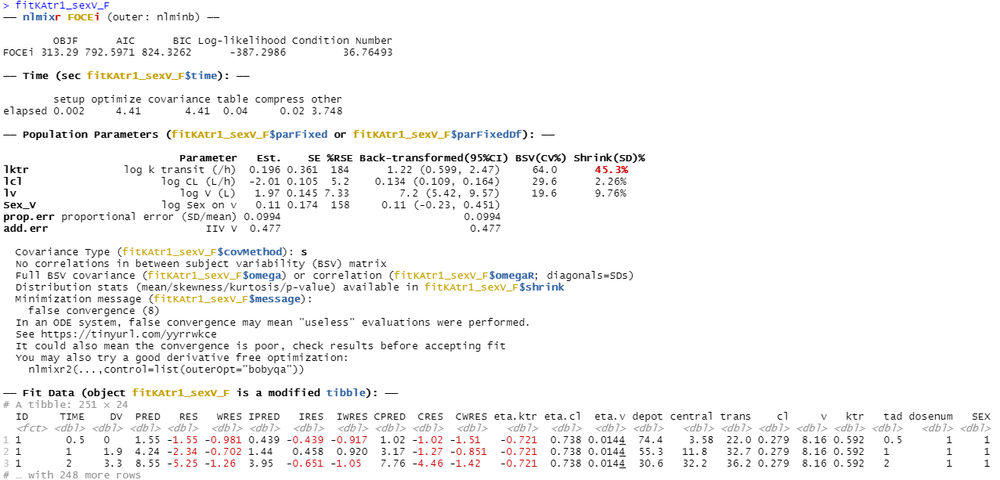 > fitKAtr1_sexV_F
── nlmixr FOCEi (outer: nlminb) ──
OBJF AIC BIC Log-likelihood Condition Number
FOCEi 313.29 792.5971 824.3262 -387.2986 36.76493
── Time (sec fitKAtr1_sexV_F$time): ──
setup optimize covariance table compress other
elapsed 0.002 4.41 4.41 0.04 0.02 3.748
── Population Parameters (fitKAtr1_sexV_F$parFixed or fitKAtr1_sexV_F$parFixedDf): ──
Parameter Est. SE %RSE Back-transformed(95%CI) BSV(CV%) Shrink(SD)%
lktr log k transit (/h) 0.196 0.361 184 1.22 (0.599, 2.47) 64.0 45.3%
lcl log CL (L/h) -2.01 0.105 5.2 0.134 (0.109, 0.164) 29.6 2.26%
lv log V (L) 1.97 0.145 7.33 7.2 (5.42, 9.57) 19.6 9.76%
Sex_V log Sex on v 0.11 0.174 158 0.11 (-0.23, 0.451)
prop.err proportional error (SD/mean) 0.0994 0.0994
add.err IIV V 0.477 0.477
Covariance Type (fitKAtr1_sexV_F$covMethod): s
No correlations in between subject variability (BSV) matrix
Full BSV covariance (fitKAtr1_sexV_F$omega) or correlation (fitKAtr1_sexV_F$omegaR; diagonals=SDs)
Distribution stats (mean/skewness/kurtosis/p-value) available in fitKAtr1_sexV_F$shrink
Minimization message (fitKAtr1_sexV_F$message):
false convergence (8)
In an ODE system, false convergence may mean "useless" evaluations were performed.
See https://tinyurl.com/yyrrwkce
It could also mean the convergence is poor, check results before accepting fit
You may also try a good derivative free optimization:
nlmixr2(...,control=list(outerOpt="bobyqa"))
── Fit Data (object fitKAtr1_sexV_F is a modified tibble): ──
# A tibble: 251 × 24
ID TIME DV PRED RES WRES IPRED IRES IWRES CPRED CRES CWRES eta.ktr eta.cl eta.v depot central trans cl v ktr tad dosenum SEX
<fct> <dbl> <dbl> <dbl> <dbl> <dbl> <dbl> <dbl> <dbl> <dbl> <dbl> <dbl> <dbl> <dbl> <dbl> <dbl> <dbl> <dbl> <dbl> <dbl> <dbl> <dbl> <dbl> <dbl>
1 1 0.5 0 1.55 -1.55 -0.981 0.439 -0.439 -0.917 1.02 -1.02 -1.51 -0.721 0.738 0.0144 74.4 3.58 22.0 0.279 8.16 0.592 0.5 1 1
2 1 1 1.9 4.24 -2.34 -0.702 1.44 0.458 0.920 3.17 -1.27 -0.851 -0.721 0.738 0.0144 55.3 11.8 32.7 0.279 8.16 0.592 1 1 1
3 1 2 3.3 8.55 -5.25 -1.26 3.95 -0.651 -1.05 7.76 -4.46 -1.42 -0.721 0.738 0.0144 30.6 32.2 36.2 0.279 8.16 0.592 2 1 1
# … with 248 more rows